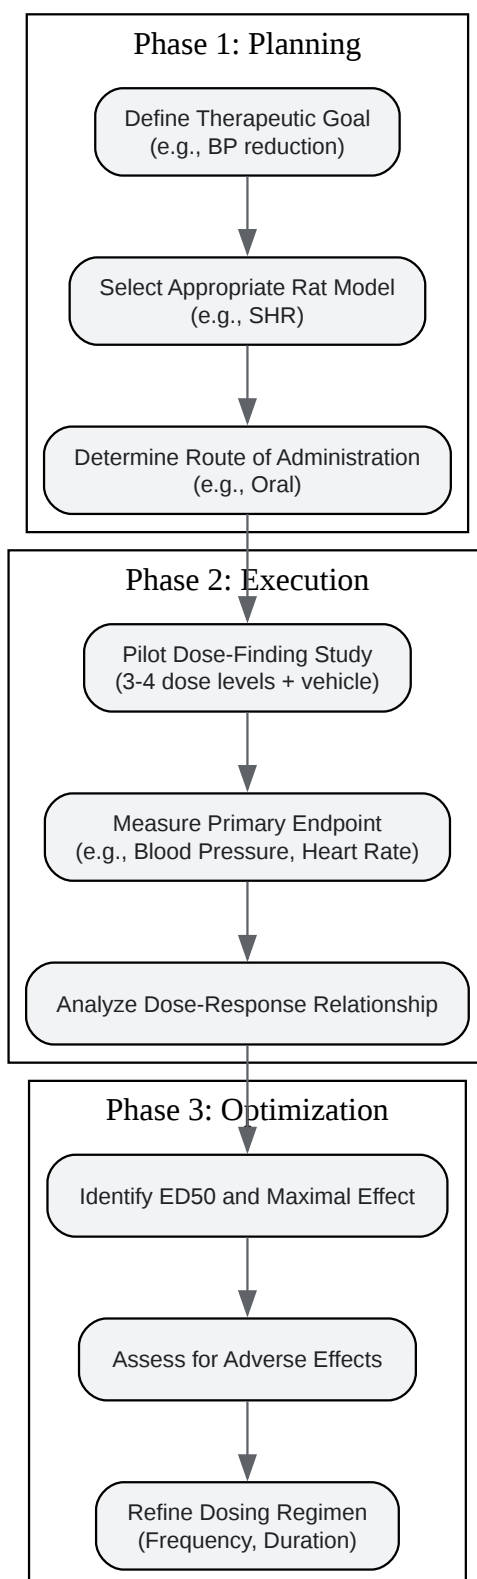 Phase 1: Planning
Define Therapeutic Goal
(e.g., BP reduction)
Select Appropriate Rat Model
(e.g., SHR)
Determine Route of Administration
(e.g., Oral)
Phase 2: Execution
Pilot Dose-Finding Study
(3-4 dose levels + vehicle)
Measure Primary Endpoint
(e.g., Blood Pressure, Heart Rate)
Analyze Dose-Response Relationship
Phase 3: Optimization
Identify ED50 and Maximal Effect
Assess for Adverse Effects
Refine Dosing Regimen
(Frequency, Duration)